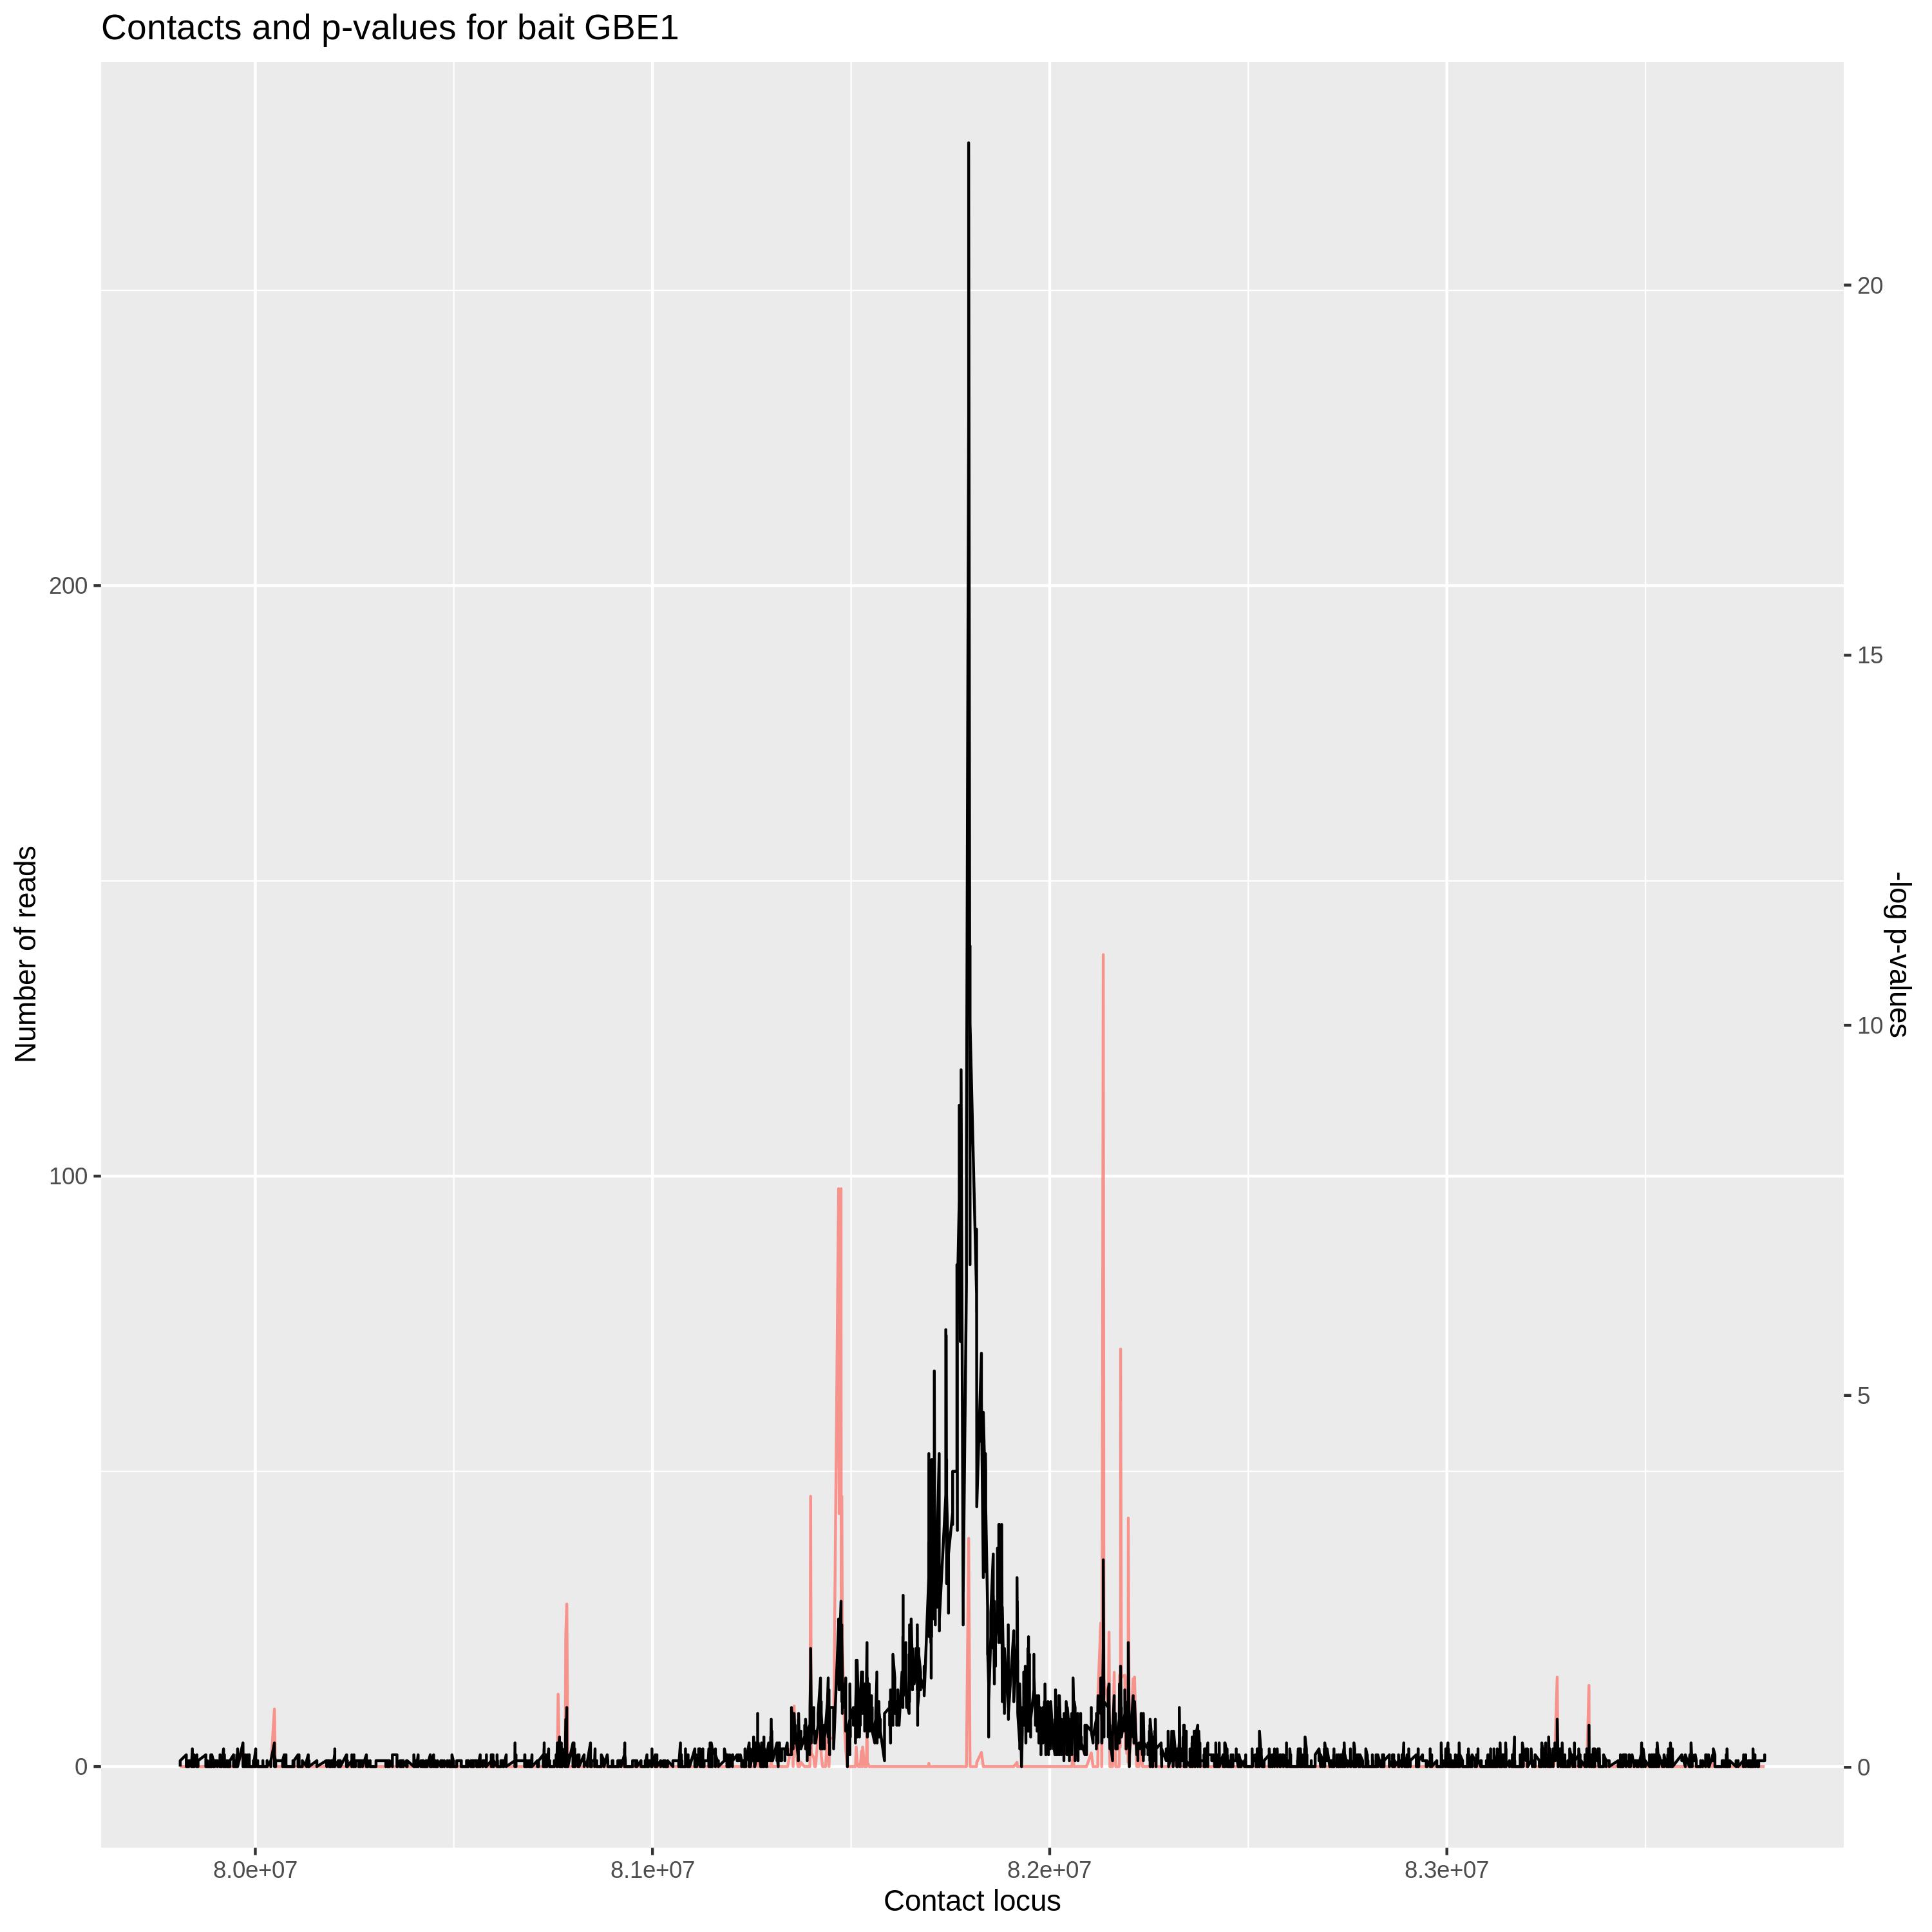 Contacts and p-values for bait GBE1
Number of reads
200
100
0
20
15
10
5
0
-log p-values
8.0e+07
8.1e+07
8.2e+07
8.3e+07
Contact locus